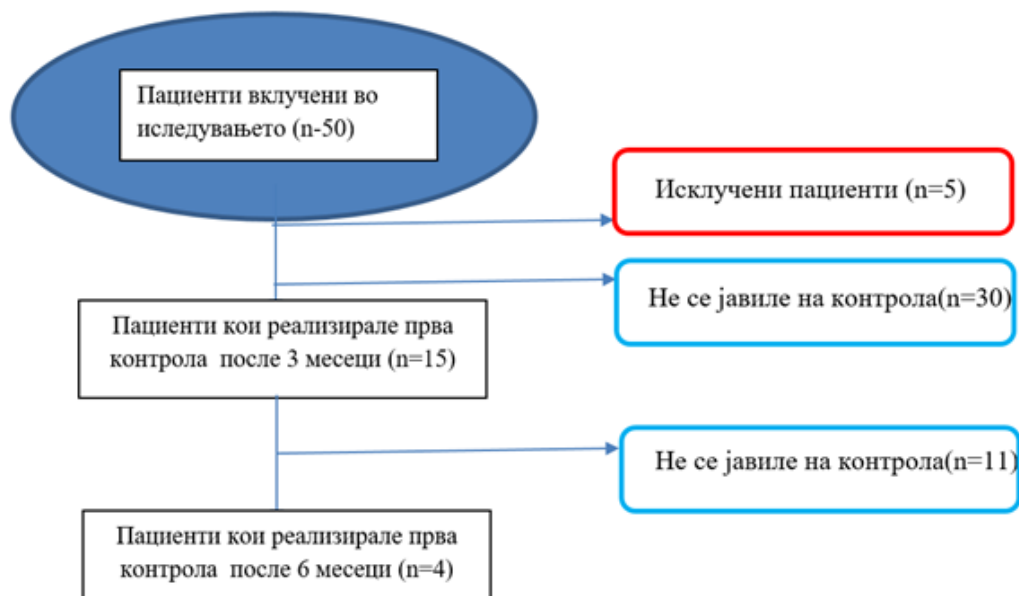 Пациенти вклучени во
иследувањето (n-50)
Исклучени пациенти (n=5)
Не се јавиле на контрола(n=30)
Пациенти кои реализирале прва
контрола после 3 месеци (n=15)
Не се јавиле на контрола(n=11)
Пациенти кои реализирале прва
контрола после 6 месеци (n=4)